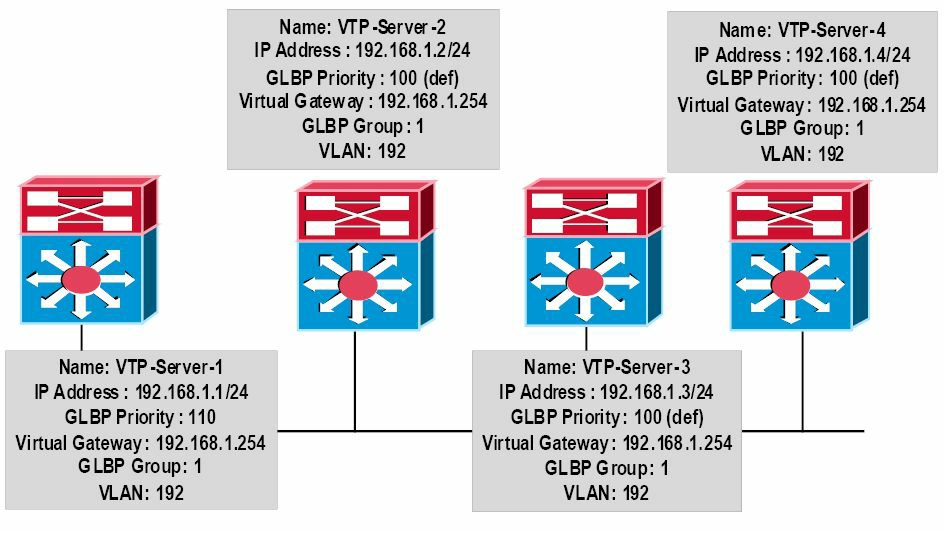 Name: VTP-Server-2
IP Address : 192.168.1.2/24
GLBP Priority : 100 (def)
Virtual Gateway : 192.168.1.254
GLBP Group : 1
VLAN: 192
Name: VTP-Server-4
IP Address : 192.168.1.4/24
GLBP Priority : 100 (def)
Virtual Gateway : 192.168.1.254
GLBP Group : 1
VLAN: 192
Name: VTP-Server-1
IP Address : 192.168.1.1/24
GLBP Priority : 110
Virtual Gateway : 192.168.1.254
GLBP Group : 1
VLAN: 192
Name: VTP-Server-3
IP Address : 192.168.1.3/24
GLBP Priority : 100 (def)
Virtual Gateway : 192.168.1.254
GLBP Group : 1
VLAN: 192